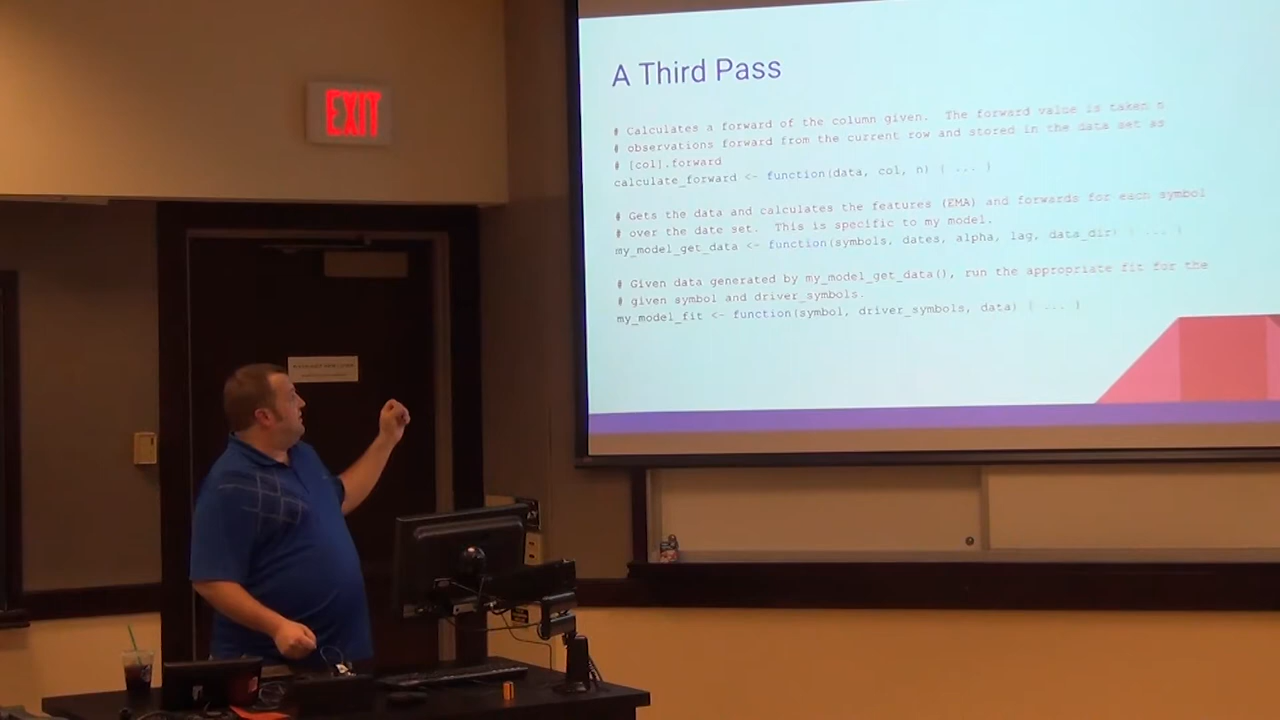 EXIT
A Third Pass
# Calculates a forward of the column given.  The forward value is taken n
# observations forward from the current row and stored in the data set as
# [col].forward
calculate_forward <- function(data, col, n) { ... }
# Gets the data and calculates the features (EMA) and forwards for each symbol
# over the date set.  This is specific to my model.
my_model_get_data <- function(symbols, dates, alpha, lag, data_dir) { ... }
# Given data generated by my_model_get_data(), run the appropriate fit for the
# given symbol and driver_symbols.
my_model_fit <- function(symbol, driver_symbols, data) { ... }